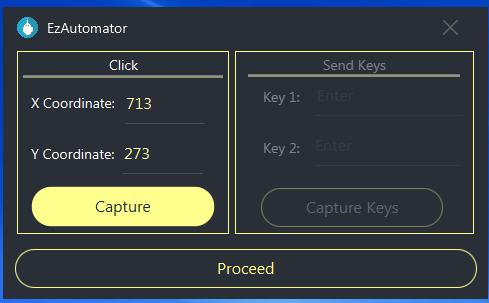 EzAutomator
Click
X Coordinate: 713
Y Coordinate: 273
Capture
Send Keys
Key 1: Enter
Key 2: Enter
Capture Keys
Proceed